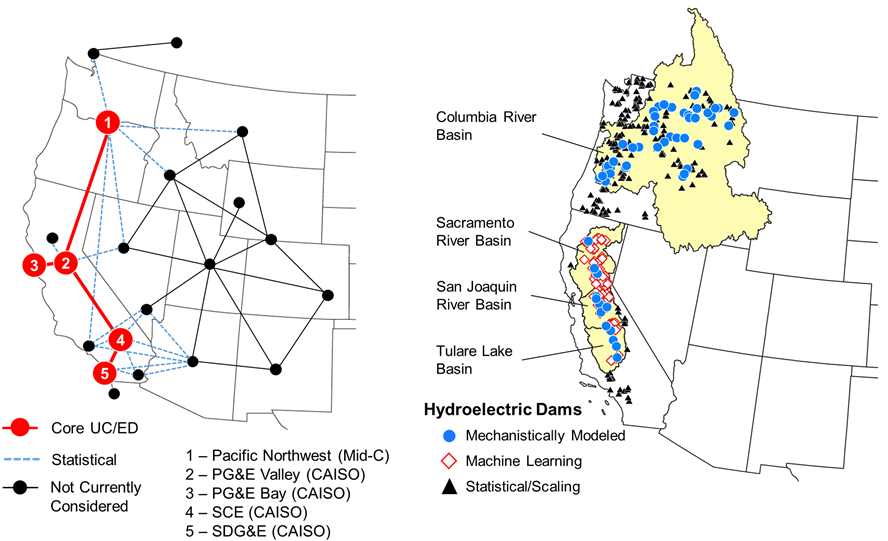 1
2
3
4
5
Core UC/ED
Statistical
Not Currently
Considered
1 – Pacific Northwest (Mid-C)
2 – PG&E Valley (CAISO)
3 – PG&E Bay (CAISO)
4 – SCE (CAISO)
5 – SDG&E (CAISO)
Columbia River
Basin
Sacramento
River Basin
San Joaquin
River Basin
Tulare Lake
Basin
Hydroelectric Dams
Mechanistically Modeled
Machine Learning
Statistical/Scaling